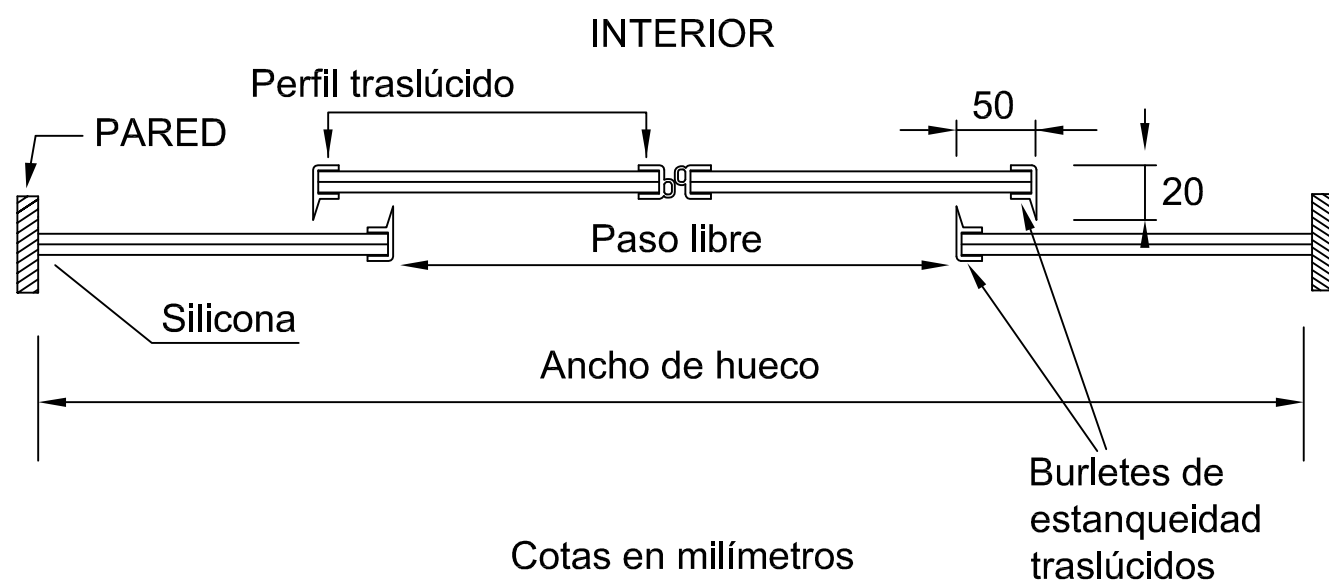 INTERIOR
Perfil traslúcido
50
PARED
20
Paso libre
Silicona
Ancho de hueco
Burletes de
estanqueidad
traslúcidos
Cotas en milímetros